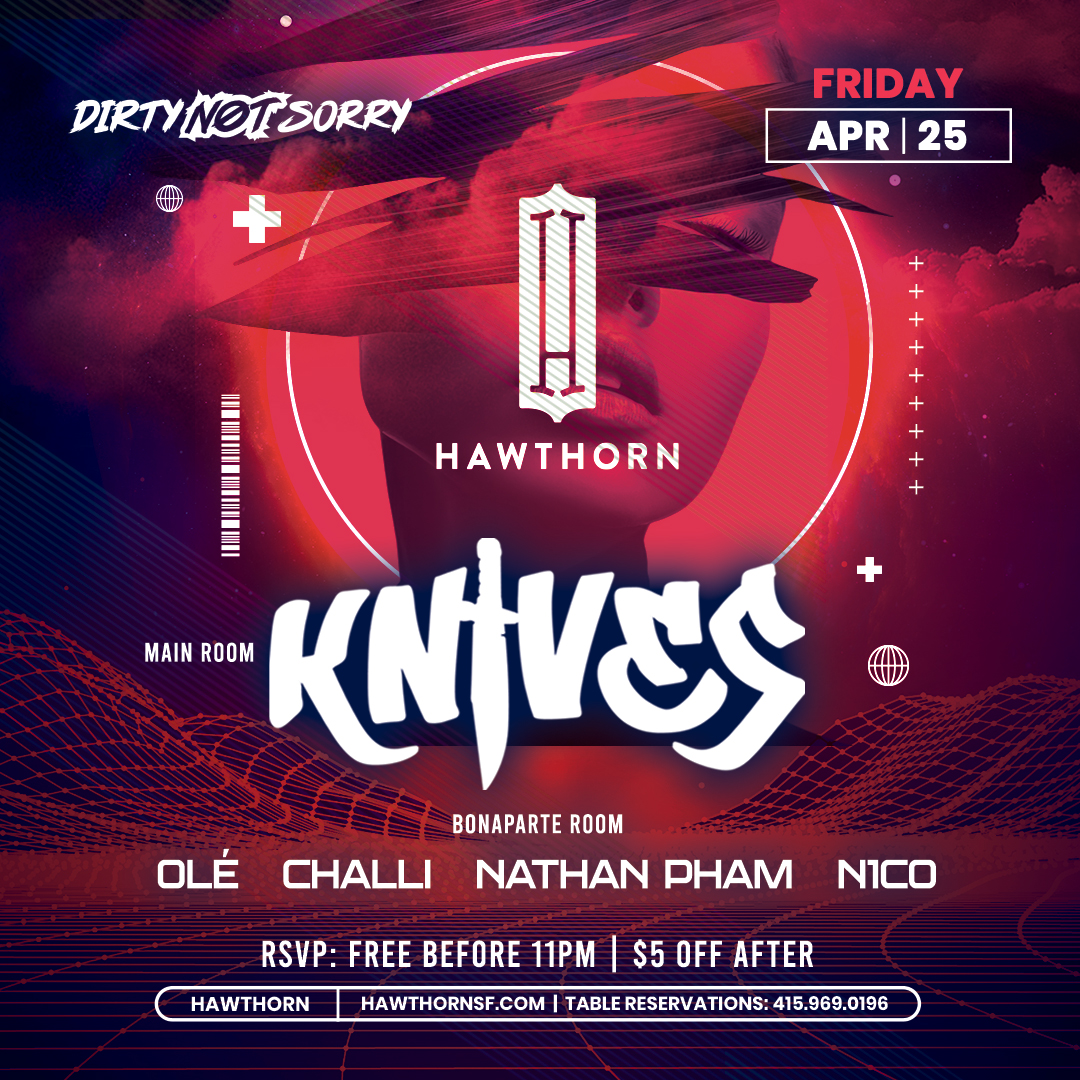 DIRTY NOT SORRY
FRIDAY
APR | 25
H
HAWTHORN
MAIN ROOM
KNIVES
BONAPARTE ROOM
OLÉ CHALLI NATHAN PHAM N1CO
RSVP: FREE BEFORE 11PM | $5 OFF AFTER
HAWTHORN | HAWTHORNSF.COM | TABLE RESERVATIONS: 415.969.0196